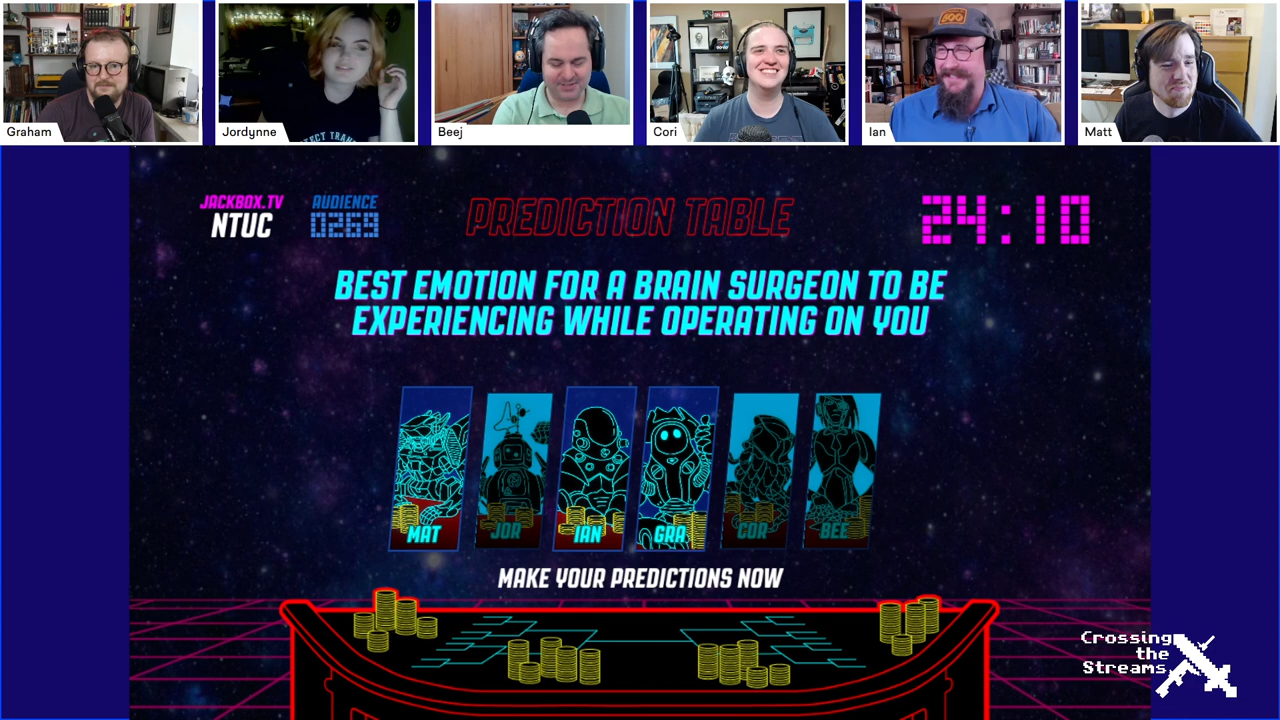 Graham
Jordynne
Beej
Cori
Ian
Matt
JACKBOX.TV
NTUC
AUDIENCE
0269
PREDICTION TABLE
24:10
BEST EMOTION FOR A BRAIN SURGEON TO BE
EXPERIENCING WHILE OPERATING ON YOU
MAT
JOR
IAN
GRA
COR
BEE
MAKE YOUR PREDICTIONS NOW
Crossing
the
Streams